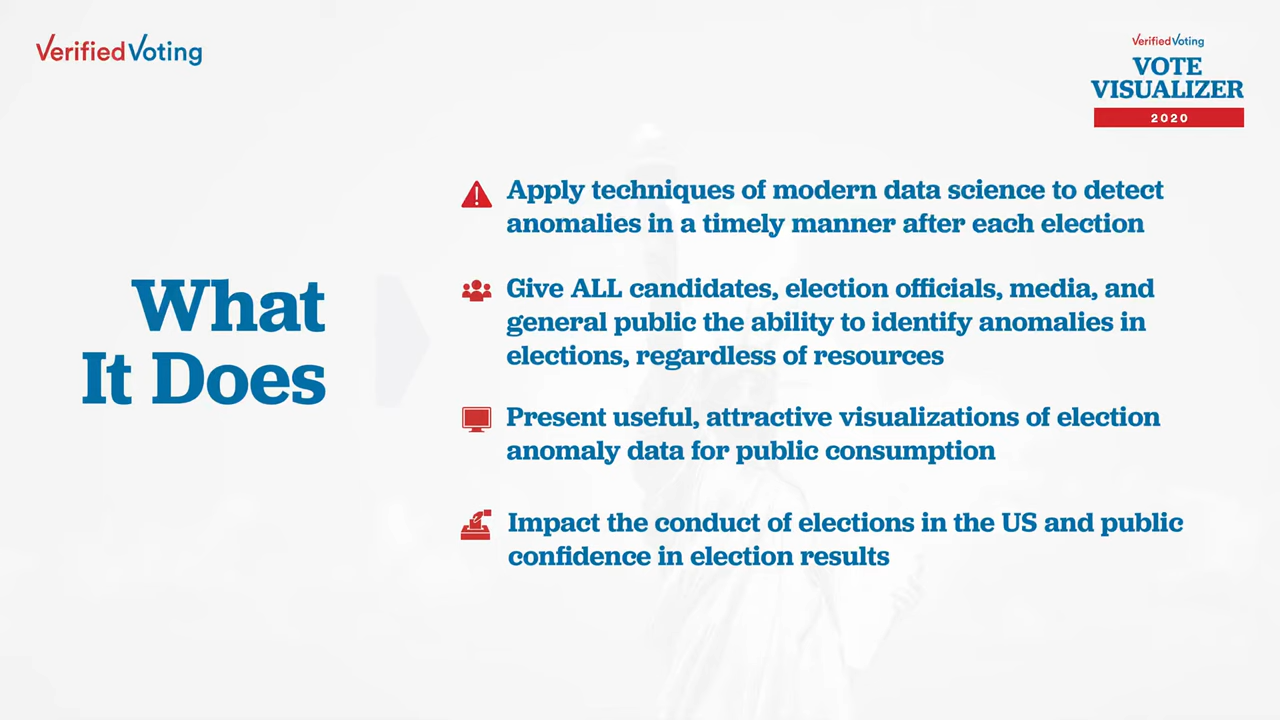 VerifiedVoting
VerifiedVoting
VOTE
VISUALIZER
2020
What
It Does
Apply techniques of modern data science to detect
anomalies in a timely manner after each election
Give ALL candidates, election officials, media, and
general public the ability to identify anomalies in
elections, regardless of resources
Present useful, attractive visualizations of election
anomaly data for public consumption
Impact the conduct of elections in the US and public
confidence in election results